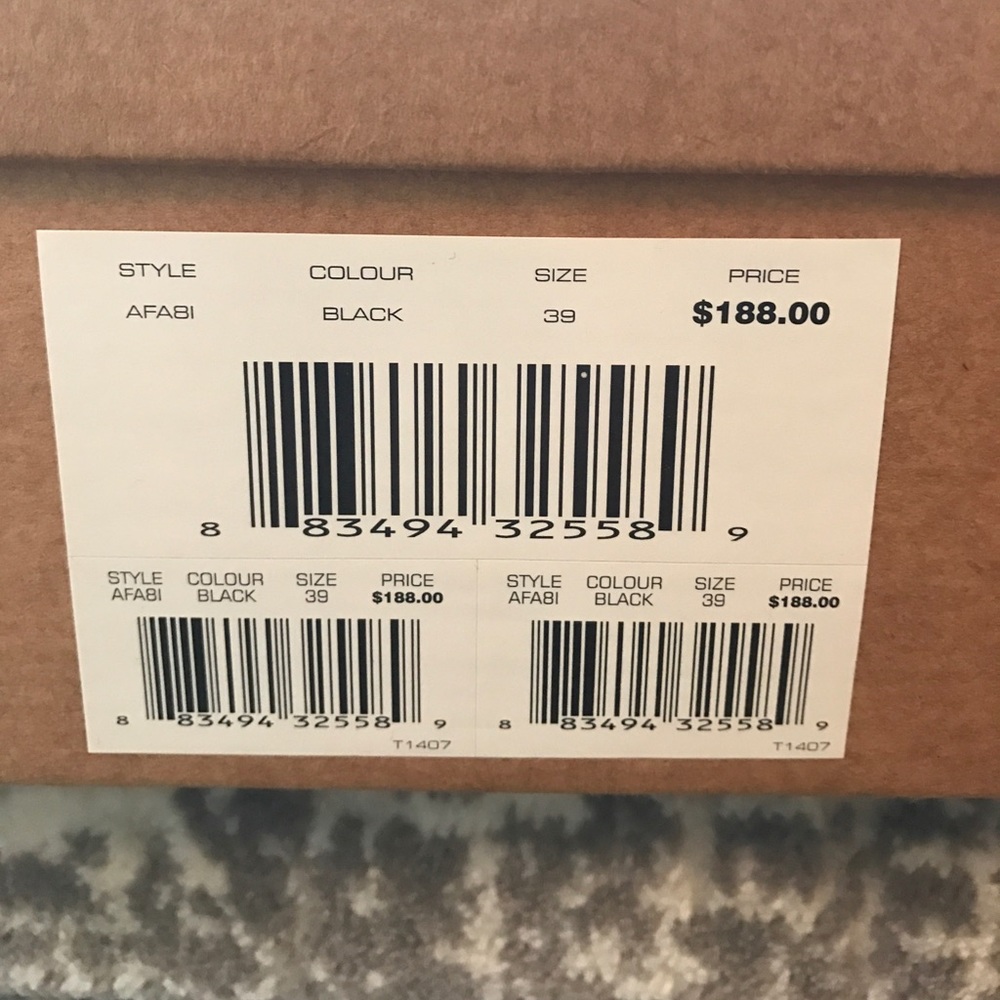 STYLE COLOUR SIZE PRICE
AFA8I BLACK 39 $188.00
8 83494 32558 9
STYLE COLOUR SIZE PRICE
AFA8I BLACK 39 $188.00
8 83494 32558 9
T1407
STYLE COLOUR SIZE PRICE
AFA8I BLACK 39 $188.00
8 83494 32558 9
T1407